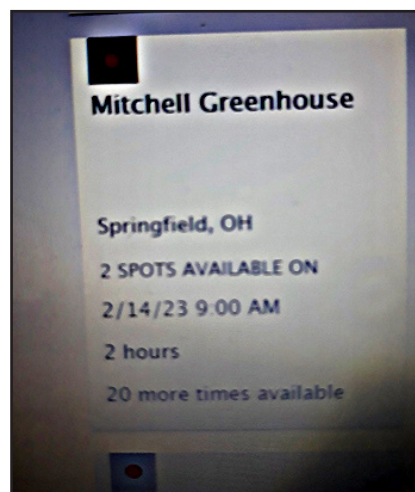 Mitchell Greenhouse
Springfield, OH
2 SPOTS AVAILABLE ON
2/14/23 9:00 AM
2 hours
20 more times available